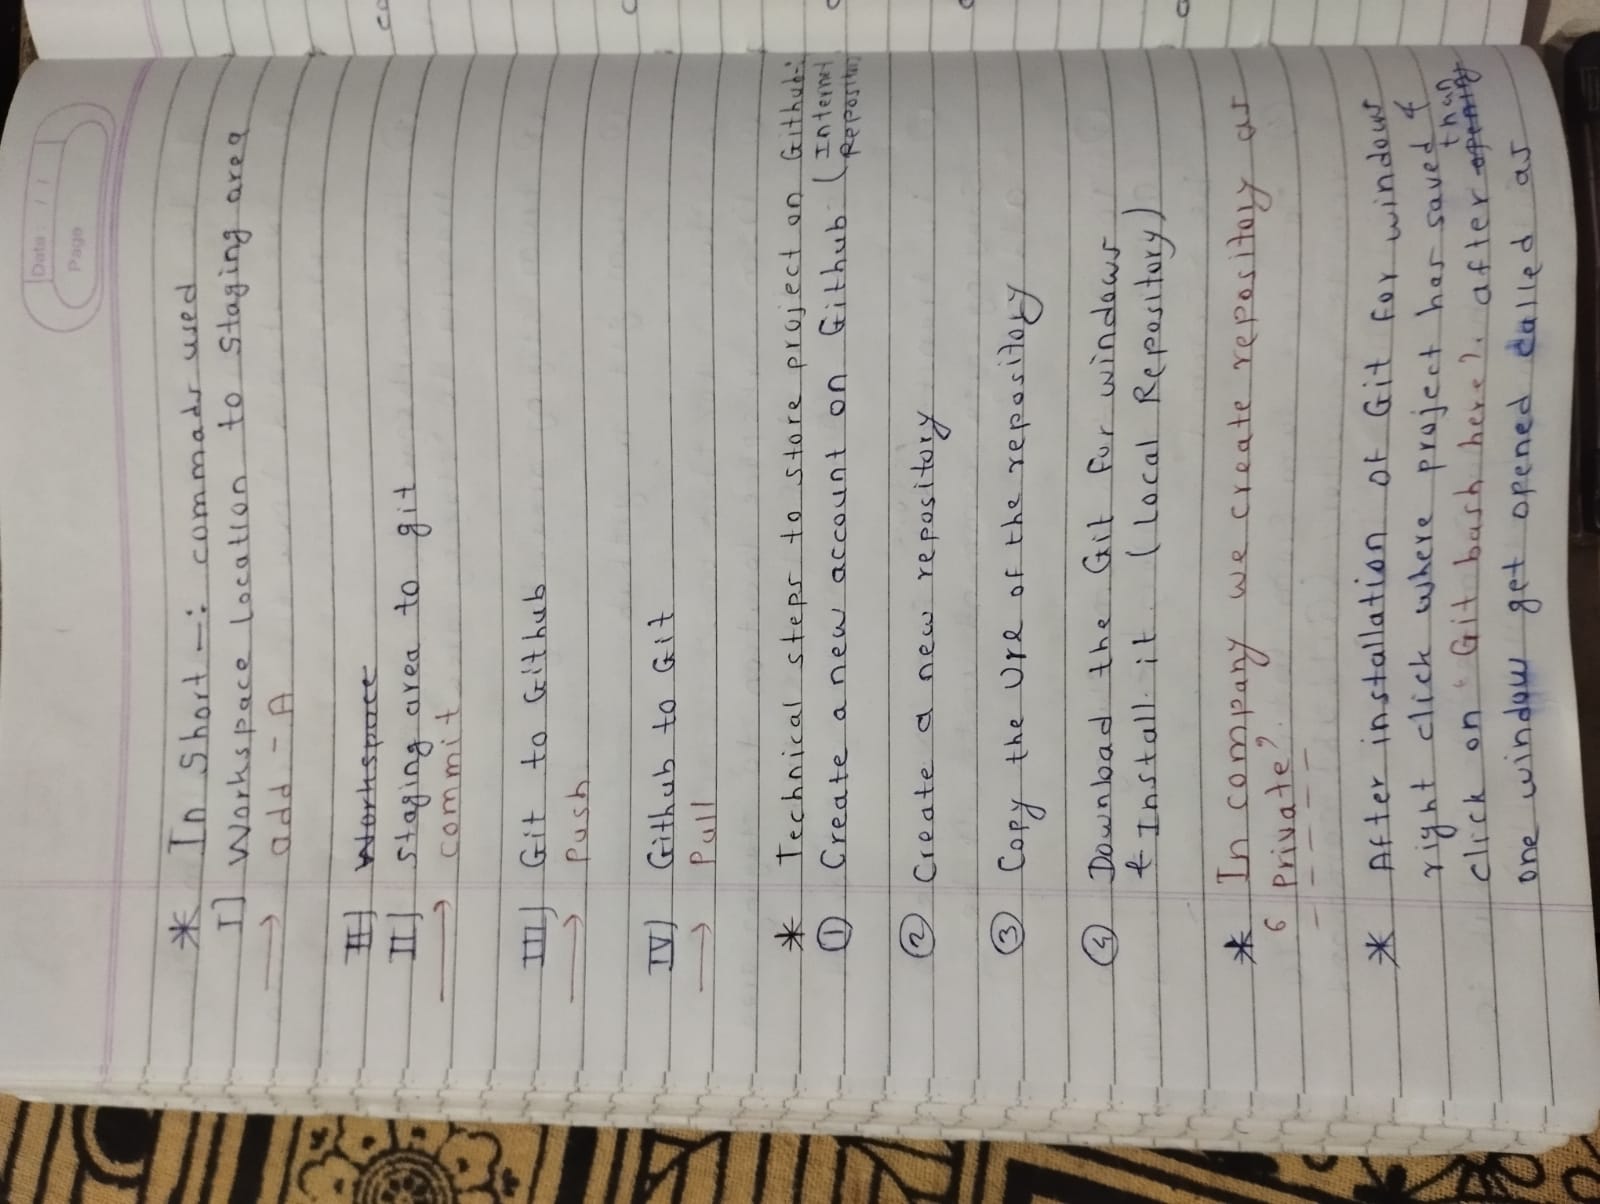 Date: / /
Page
* In Short -: commads used
I] Workspace location to Staging area
→ add - A
II] Workspace
II] Staging area to git
→ commit
III] Git to Github
→ Push
IV] Github to Git
→ Pull
* Technical steps to store project on Github-:
① Create a new account on Github (Internet
Repository
② Create a new repository
③ Copy the Url of the repository
④ Download the Git for windows
& Install it. (Local Repository)
* In company we create repository as
'Private'.
* After installation of Git for windows
right click where project has saved &
click on "Git bash here". after opening than
one window get opened called as